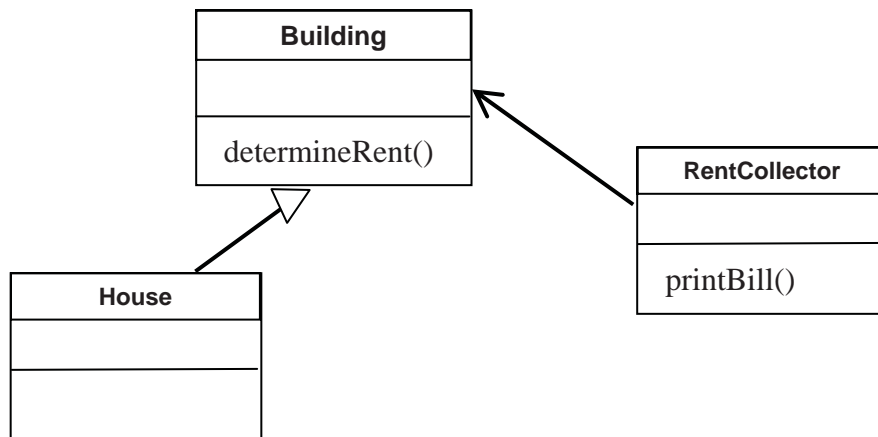 Building
determineRent()
RentCollector
printBill()
House